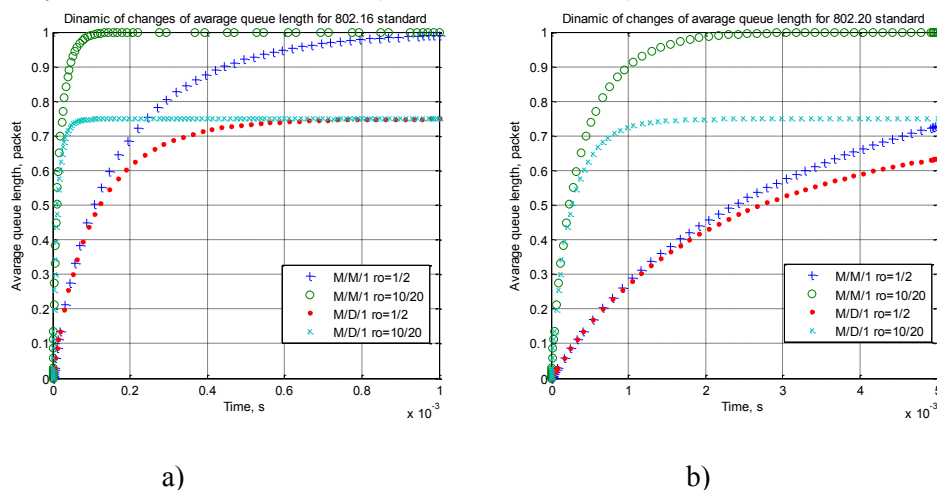 Dinamic of changes of avarage queue length for 802.16 standard
1
0.9
0.8
0.7
0.6
0.5
0.4
0.3
0.2
0.1
0
Avarage queue length, packet
M/M/1 ro=1/2
M/M/1 ro=10/20
M/D/1 ro=1/2
M/D/1 ro=10/20
0 0.2 0.4 0.6 0.8 1
Time, s
x 10⁻³
a)
Dinamic of changes of avarage queue length for 802.20 standard
1
0.9
0.8
0.7
0.6
0.5
0.4
0.3
0.2
0.1
0
Avarage queue length, packet
M/M/1 ro=1/2
M/M/1 ro=10/20
M/D/1 ro=1/2
M/D/1 ro=10/20
0 1 2 3 4 5
Time, s
x 10⁻³
b)